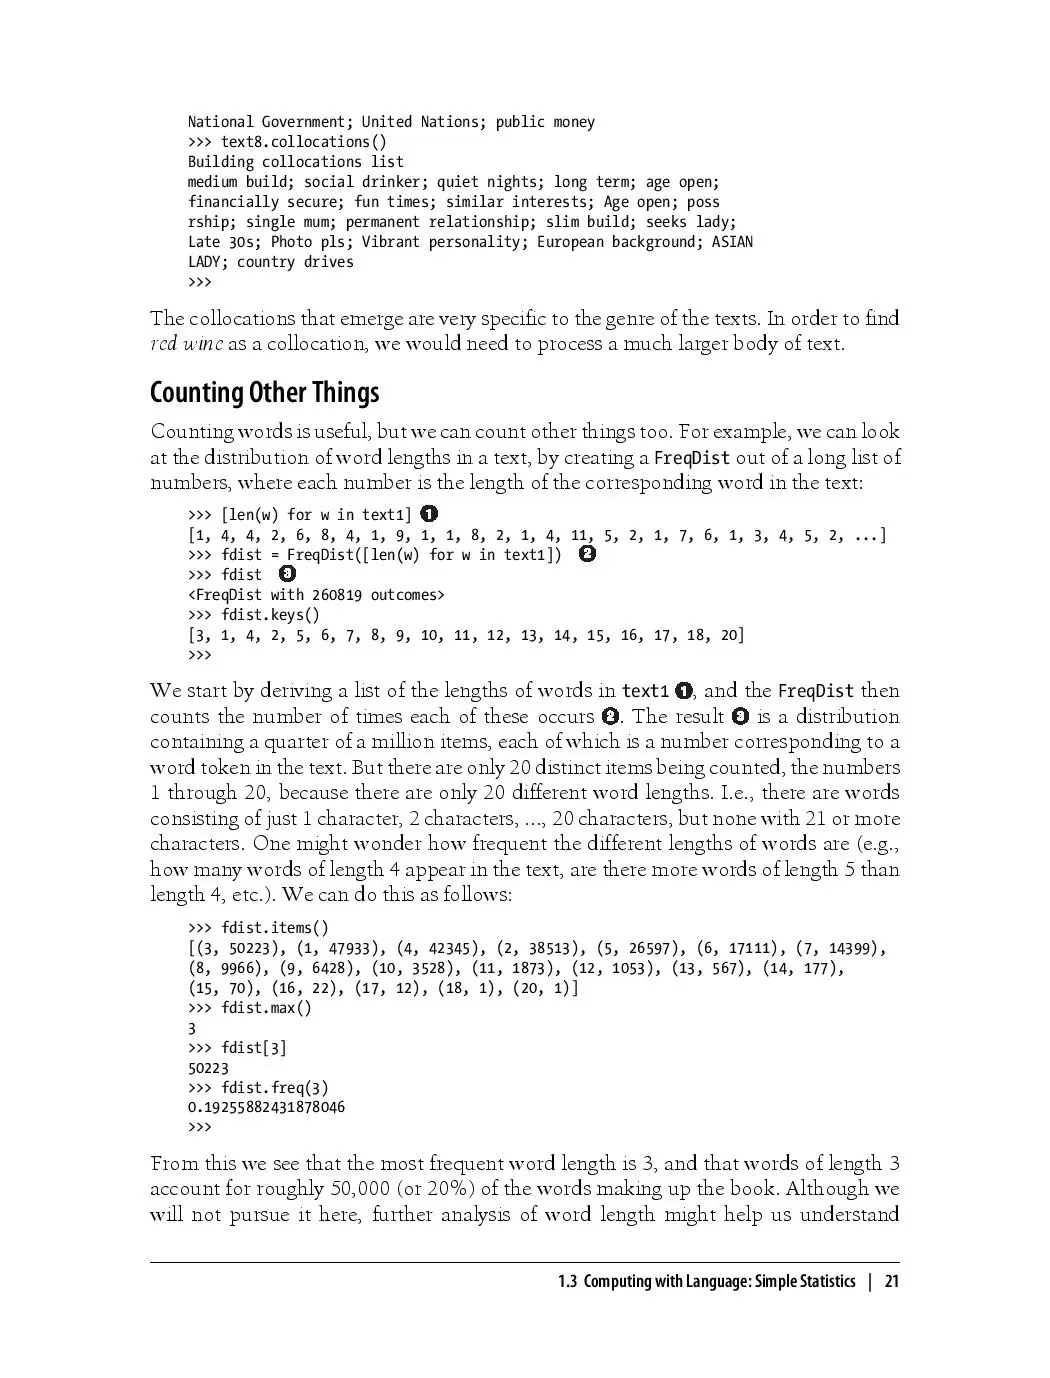 National Government; United Nations; public money
>>> text8.collocations()
Building collocations list
medium build; social drinker; quiet nights; long term; age open;
financially secure; fun times; similar interests; Age open; poss
rship; single mum; permanent relationship; slim build; seeks lady;
Late 30s; Photo pls; Vibrant personality; European background; ASIAN
LADY; country drives
>>>
The collocations that emerge are very specific to the genre of the texts. In order to find
red wine as a collocation, we would need to process a much larger body of text.
Counting Other Things
Counting words is useful, but we can count other things too. For example, we can look
at the distribution of word lengths in a text, by creating a FreqDist out of a long list of
numbers, where each number is the length of the corresponding word in the text:
>>> [len(w) for w in text1] ❶
[1, 4, 4, 2, 6, 8, 4, 1, 9, 1, 1, 8, 2, 1, 4, 11, 5, 2, 1, 7, 6, 1, 3, 4, 5, 2, ...]
>>> fdist = FreqDist([len(w) for w in text1]) ❷
>>> fdist ❸
<FreqDist with 260819 outcomes>
>>> fdist.keys()
[3, 1, 4, 2, 5, 6, 7, 8, 9, 10, 11, 12, 13, 14, 15, 16, 17, 18, 20]
>>>
We start by deriving a list of the lengths of words in text1 ❶, and the FreqDist then
counts the number of times each of these occurs ❷. The result ❸ is a distribution
containing a quarter of a million items, each of which is a number corresponding to a
word token in the text. But there are only 20 distinct items being counted, the numbers
1 through 20, because there are only 20 different word lengths. I.e., there are words
consisting of just 1 character, 2 characters, ..., 20 characters, but none with 21 or more
characters. One might wonder how frequent the different lengths of words are (e.g.,
how many words of length 4 appear in the text, are there more words of length 5 than
length 4, etc.). We can do this as follows:
>>> fdist.items()
[(3, 50223), (1, 47933), (4, 42345), (2, 38513), (5, 26597), (6, 17111), (7, 14399),
(8, 9966), (9, 6428), (10, 3528), (11, 1873), (12, 1053), (13, 567), (14, 177),
(15, 70), (16, 22), (17, 12), (18, 1), (20, 1)]
>>> fdist.max()
3
>>> fdist[3]
50223
>>> fdist.freq(3)
0.19255882431878046
>>>
From this we see that the most frequent word length is 3, and that words of length 3
account for roughly 50,000 (or 20%) of the words making up the book. Although we
will not pursue it here, further analysis of word length might help us understand
1.3 Computing with Language: Simple Statistics | 21